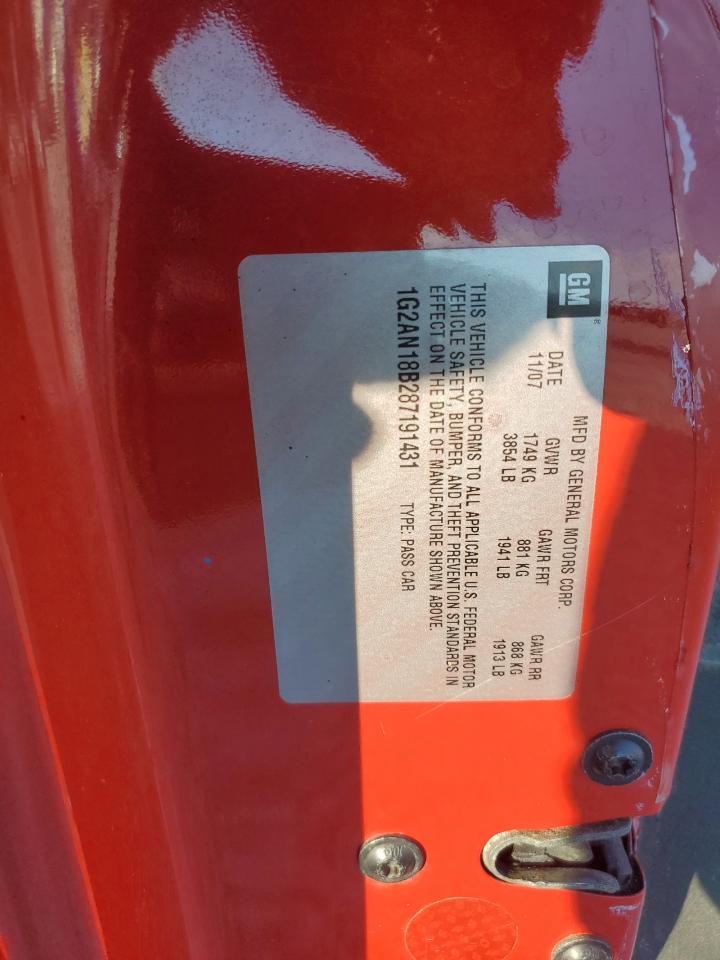 GM
®
MFD BY GENERAL MOTORS CORP.
DATE GVWR GAWR FRT GAWR RR
11/07 1749 KG 881 KG 868 KG
3854 LB 1941 LB 1913 LB
THIS VEHICLE CONFORMS TO ALL APPLICABLE U.S. FEDERAL MOTOR
VEHICLE SAFETY, BUMPER, AND THEFT PREVENTION STANDARDS IN
EFFECT ON THE DATE OF MANUFACTURE SHOWN ABOVE.
1G2AN18B287191431 TYPE: PASS CAR